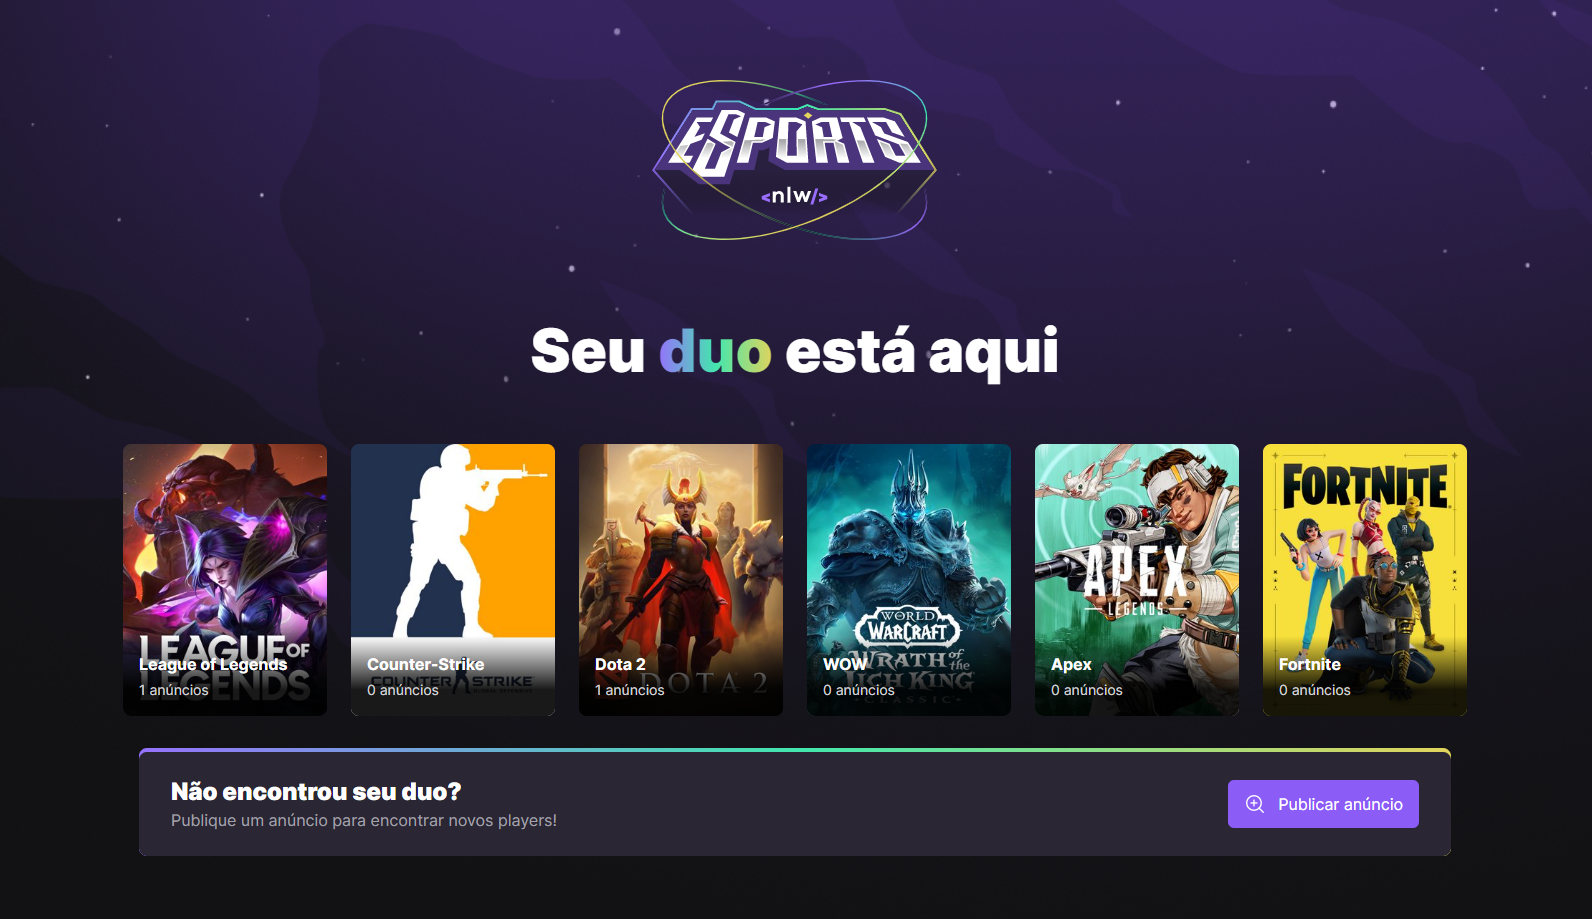 ESPORTS
<nlw/>
Seu duo está aqui
LEAGUE OF
LEGENDS
League of Legends
1 anúncios
COUNTER STRIKE
Counter-Strike
0 anúncios
DOTA 2
Dota 2
1 anúncios
WORLD
WARCRAFT
WRATH of the
LICH KING
CLASSIC
WOW
0 anúncios
APEX
LEGENDS
Apex
0 anúncios
FORTNITE
Fortnite
0 anúncios
Não encontrou seu duo?
Publique um anúncio para encontrar novos players!
Publicar anúncio